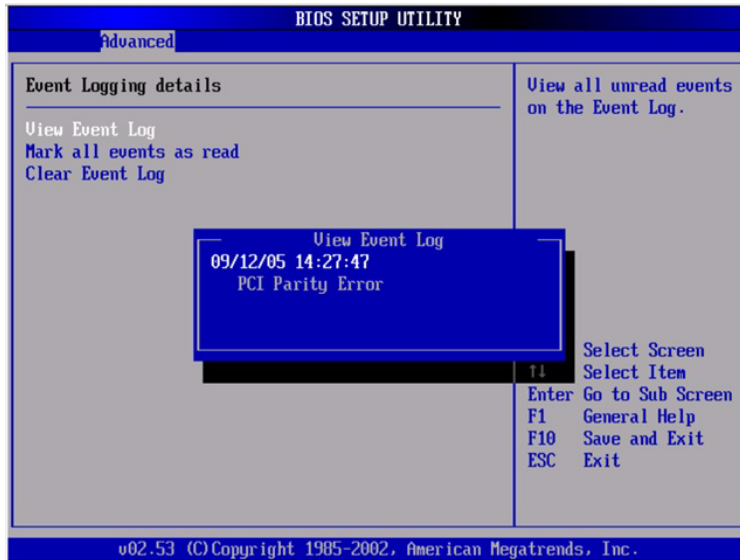 BIOS SETUP UTILITY
Advanced
Event Logging details
View Event Log
Mark all events as read
Clear Event Log
View all unread events
on the Event Log.
View Event Log
09/12/05 14:27:47
PCI Parity Error
Select Screen
↑↓ Select Item
Enter Go to Sub Screen
F1 General Help
F10 Save and Exit
ESC Exit
v02.53 (C)Copyright 1985-2002, American Megatrends, Inc.